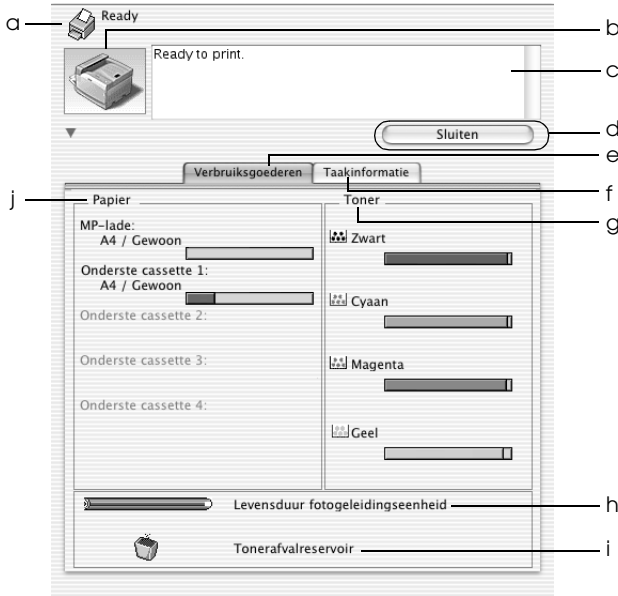 a
Ready
b
Ready to print.
c
Sluiten
d
Verbruiksgoederen
Taakinformatie
e
f
j
Papier
Toner
g
MP-lade:
A4 / Gewoon
Zwart
Onderste cassette 1:
A4 / Gewoon
Cyaan
Onderste cassette 2:
Onderste cassette 3:
Magenta
Onderste cassette 4:
Geel
Levensduur fotogeleidingseenheid
h
Tonerafvalreservoir
i